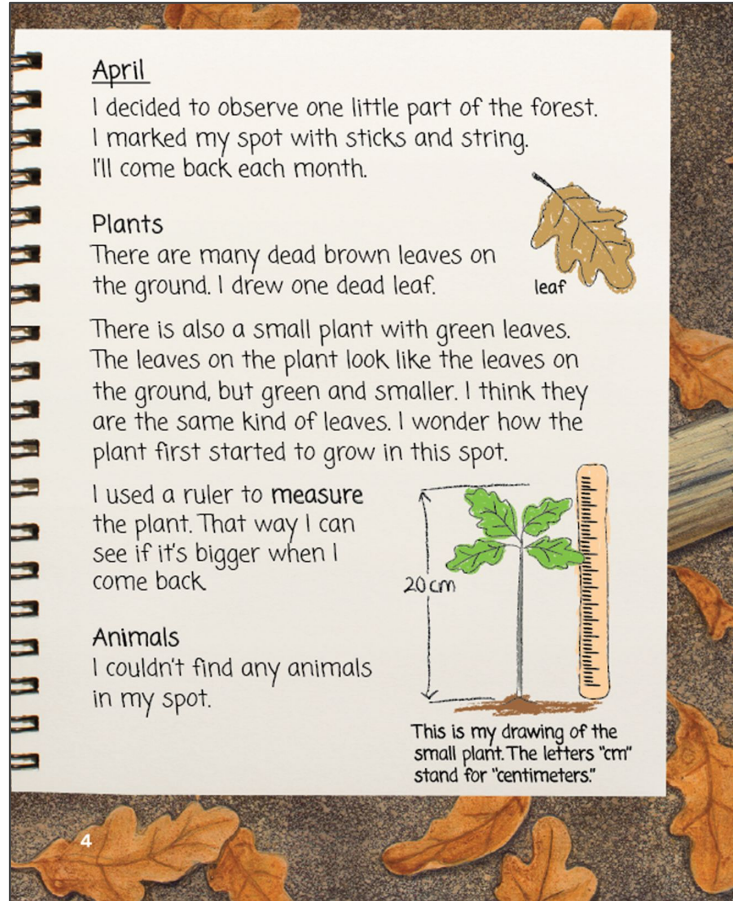 April
I decided to observe one little part of the forest.
I marked my spot with sticks and string.
I'll come back each month.
Plants
There are many dead brown leaves on
the ground. I drew one dead leaf.
leaf
There is also a small plant with green leaves.
The leaves on the plant look like the leaves on
the ground, but green and smaller. I think they
are the same kind of leaves. I wonder how the
plant first started to grow in this spot.
I used a ruler to measure
the plant. That way I can
see if it's bigger when I
come back
20 cm
Animals
I couldn't find any animals
in my spot.
This is my drawing of the
small plant. The letters "cm"
stand for "centimeters."
4